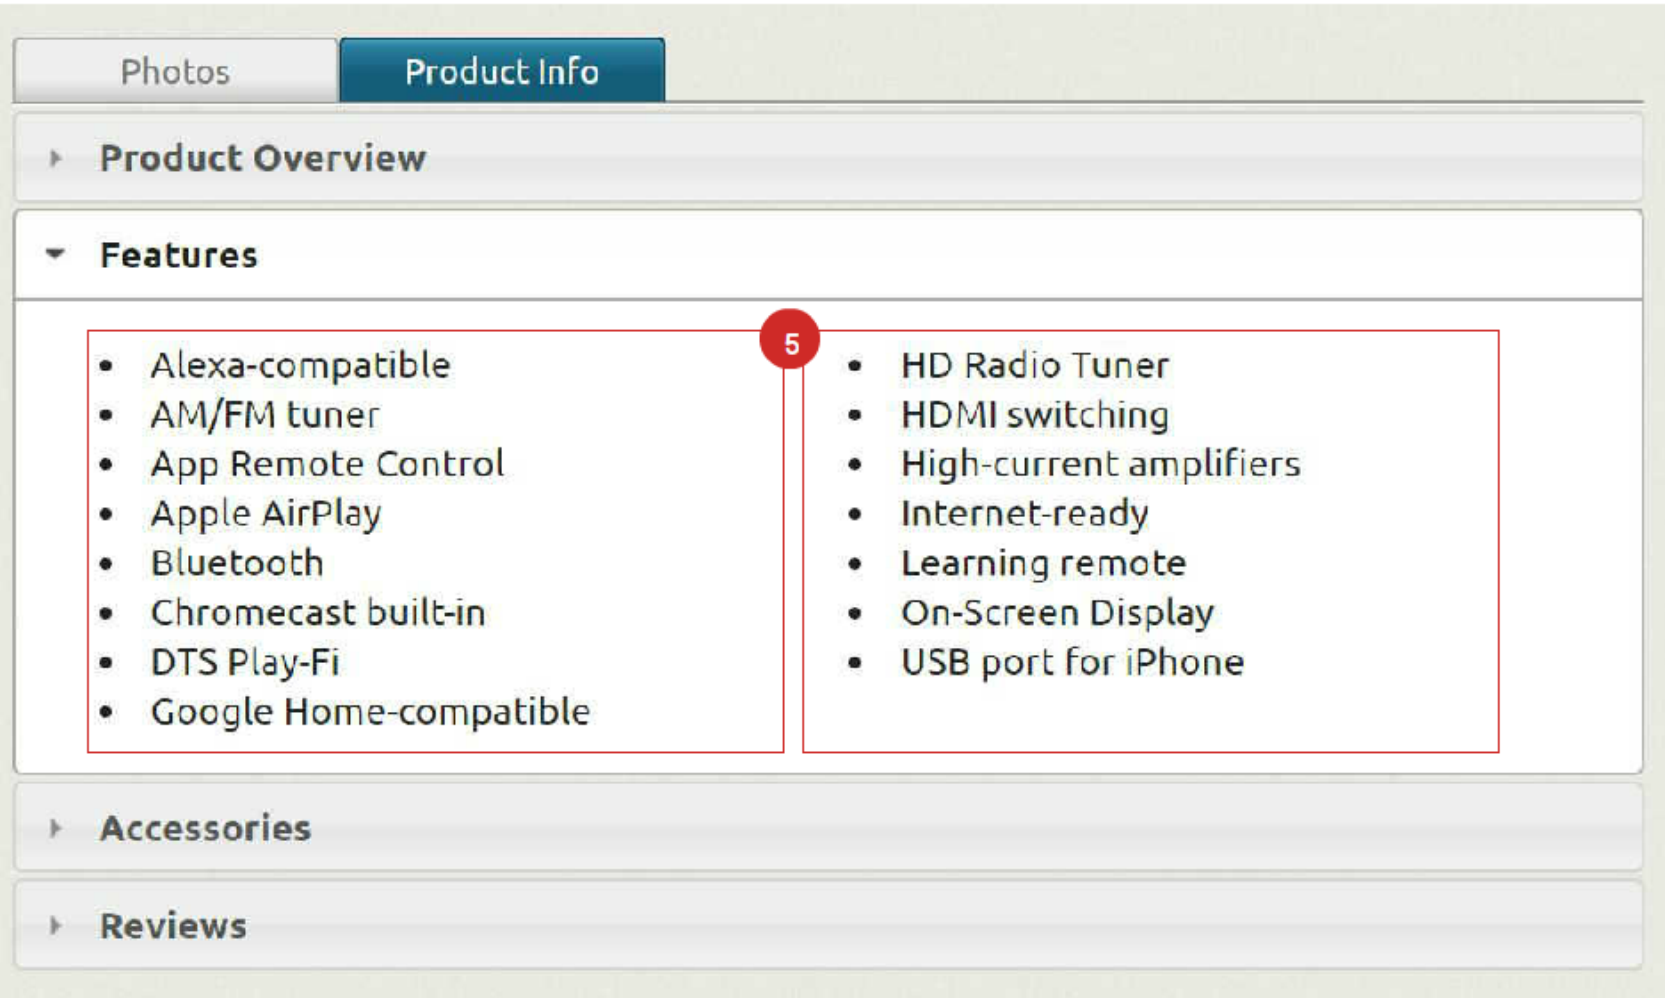 Photos
Product Info
Product Overview
Features
5
Alexa-compatible
AM/FM tuner
App Remote Control
Apple AirPlay
Bluetooth
Chromecast built-in
DTS Play-Fi
Google Home-compatible
HD Radio Tuner
HDMI switching
High-current amplifiers
Internet-ready
Learning remote
On-Screen Display
USB port for iPhone
Accessories
Reviews